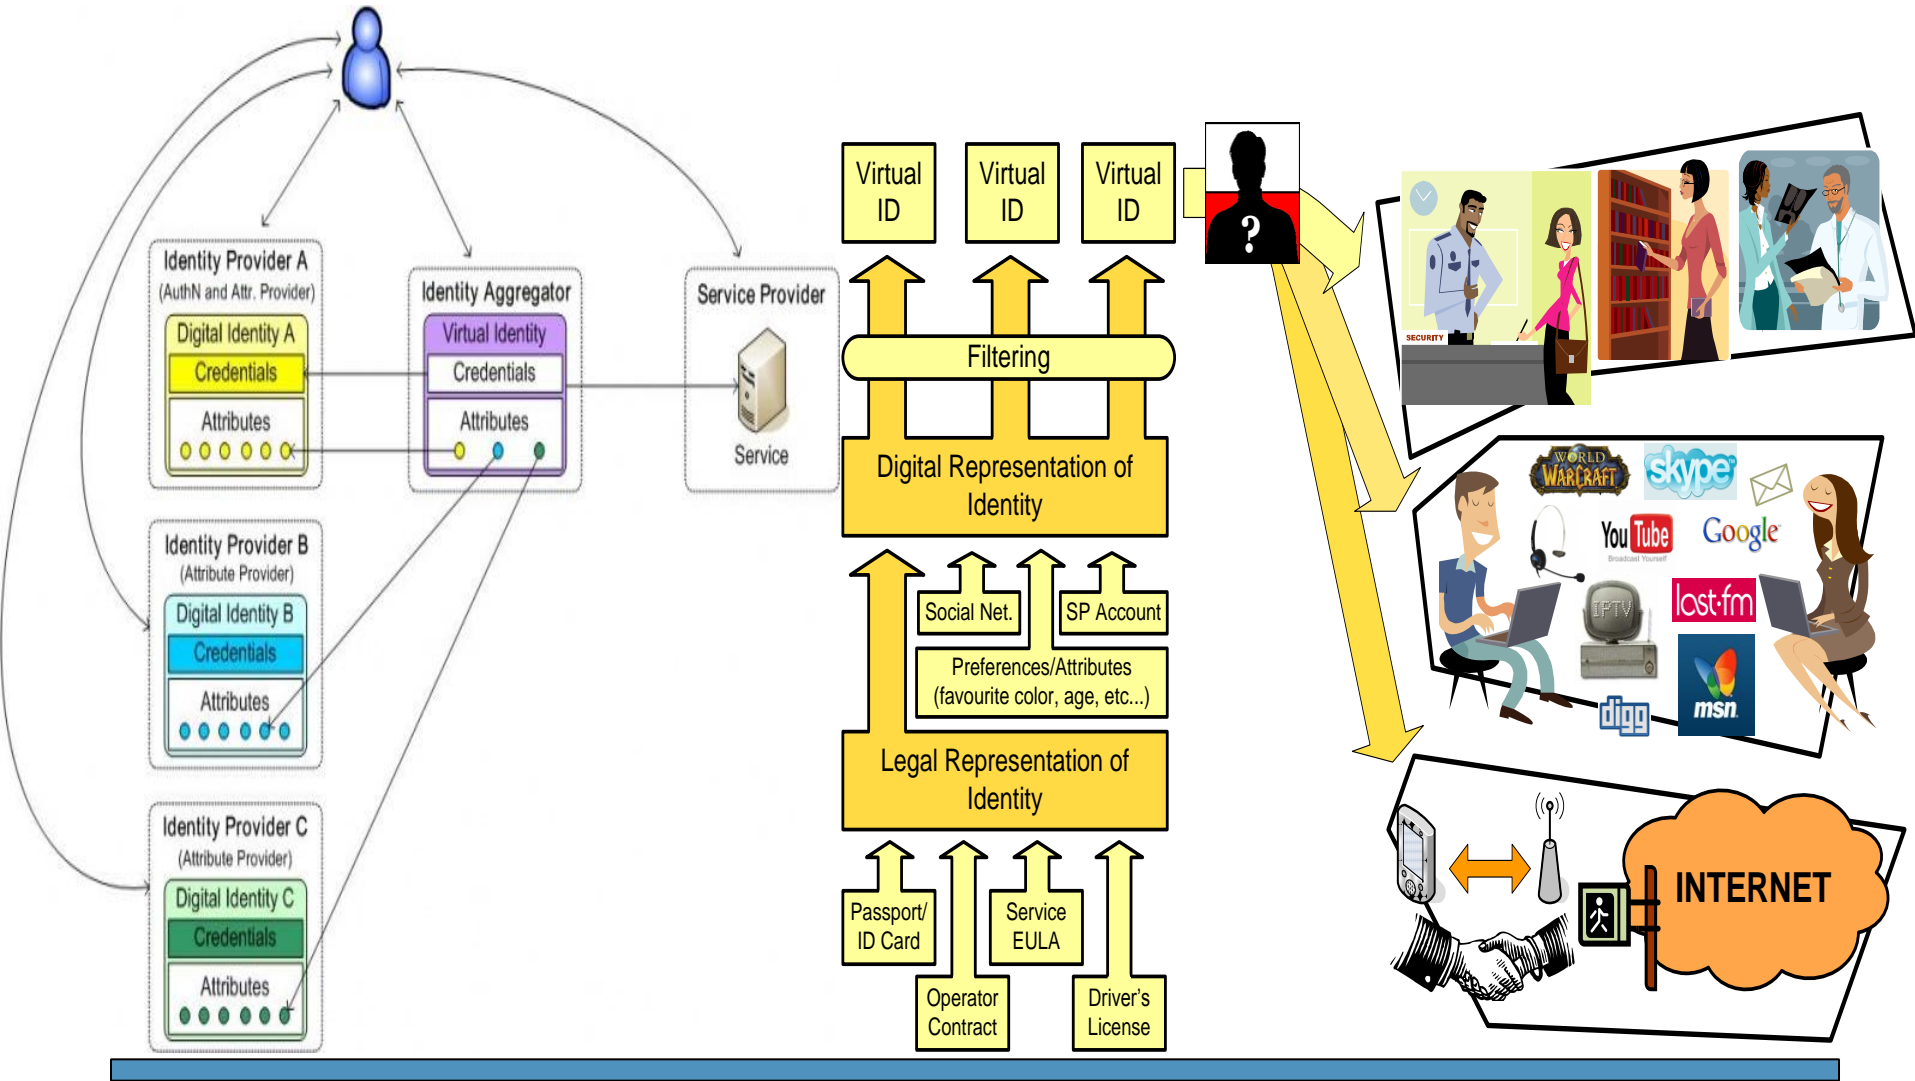 Identity Provider A
(AuthN and Attr. Provider)
Digital Identity A
Credentials
Attributes
Identity Aggregator
Virtual Identity
Credentials
Attributes
Service Provider
Service
Identity Provider B
(Attribute Provider)
Digital Identity B
Credentials
Attributes
Identity Provider C
(Attribute Provider)
Digital Identity C
Credentials
Attributes
Virtual
ID
Virtual
ID
Virtual
ID
?
Filtering
Digital Representation of
Identity
Social Net.
SP Account
Preferences/Attributes
(favourite color, age, etc...)
Legal Representation of
Identity
Passport/
ID Card
Service
EULA
Operator
Contract
Driver's
License
SECURITY
WORLD
WARCRAFT
skype
YouTube
Broadcast Yourself
Google
IPTV
last.fm
digg
msn
INTERNET